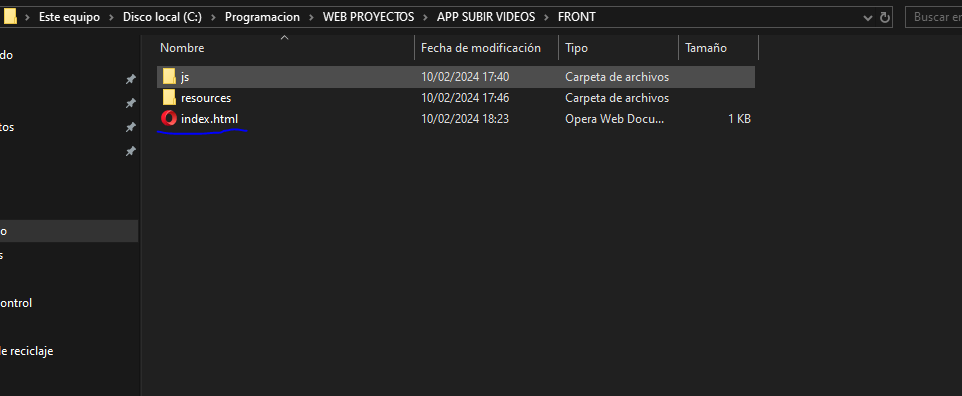 Este equipo > Disco local (C:) > Programacion > WEB PROYECTOS > APP SUBIR VIDEOS > FRONT
Buscar en
Nombre Fecha de modificación Tipo Tamaño
do
js 10/02/2024 17:40 Carpeta de archivos
resources 10/02/2024 17:46 Carpeta de archivos
index.html 10/02/2024 18:23 Opera Web Docu... 1 KB
tos
o
s
ontrol
le reciclaje